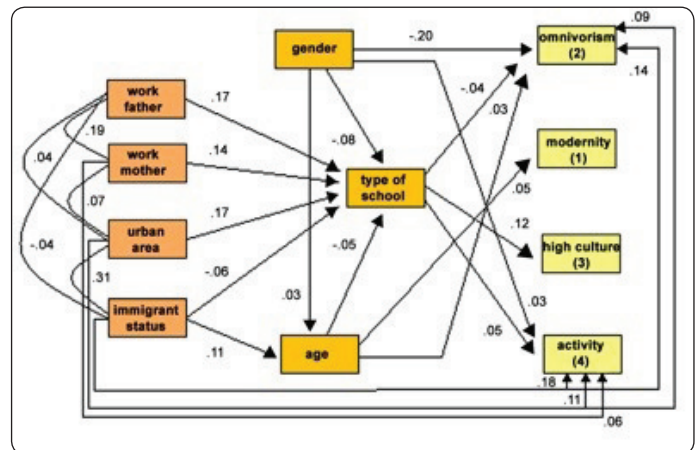 .09
gender
-.20
omnivorism
(2)
work
father
.17
-.04
.14
.03
.19
-.08
.04
work
mother
.14
modernity
(1)
type of
school
.05
.07
.17
.12
urban
area
-.05
-.04
-.06
high culture
(3)
.31
.03
.03
immigrant
status
.05
.11
age
activity
(4)
.18
.11
.06